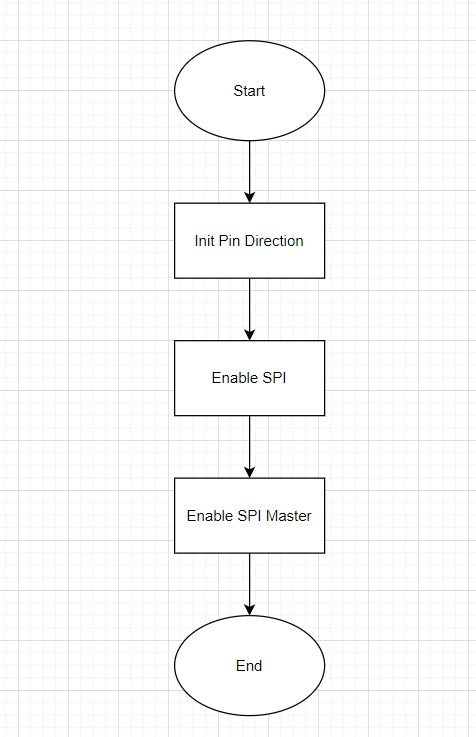 Start
Init Pin Direction
Enable SPI
Enable SPI Master
End